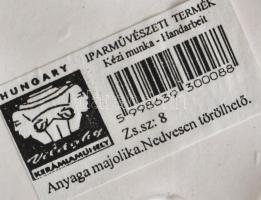 HUNGARY
KERÁMIAMŰHELY
IPARMŰVÉSZETI TERMÉK
Kézi munka - Handarbeit
5 998639 300088
Zs.sz: 8
Anyaga majolika.Nedvesen törölhető.